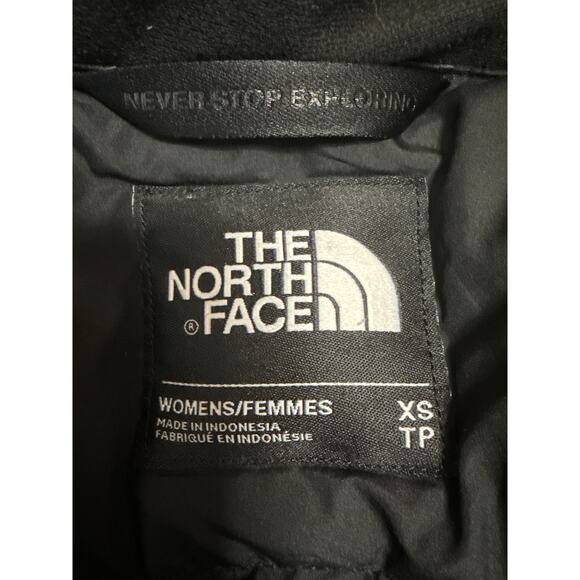 NEVER STOP EXPLORING
THE
NORTH
® FACE
WOMENS/FEMMES XS
MADE IN INDONESIA TP
FABRIQUÉ EN INDONÉSIE